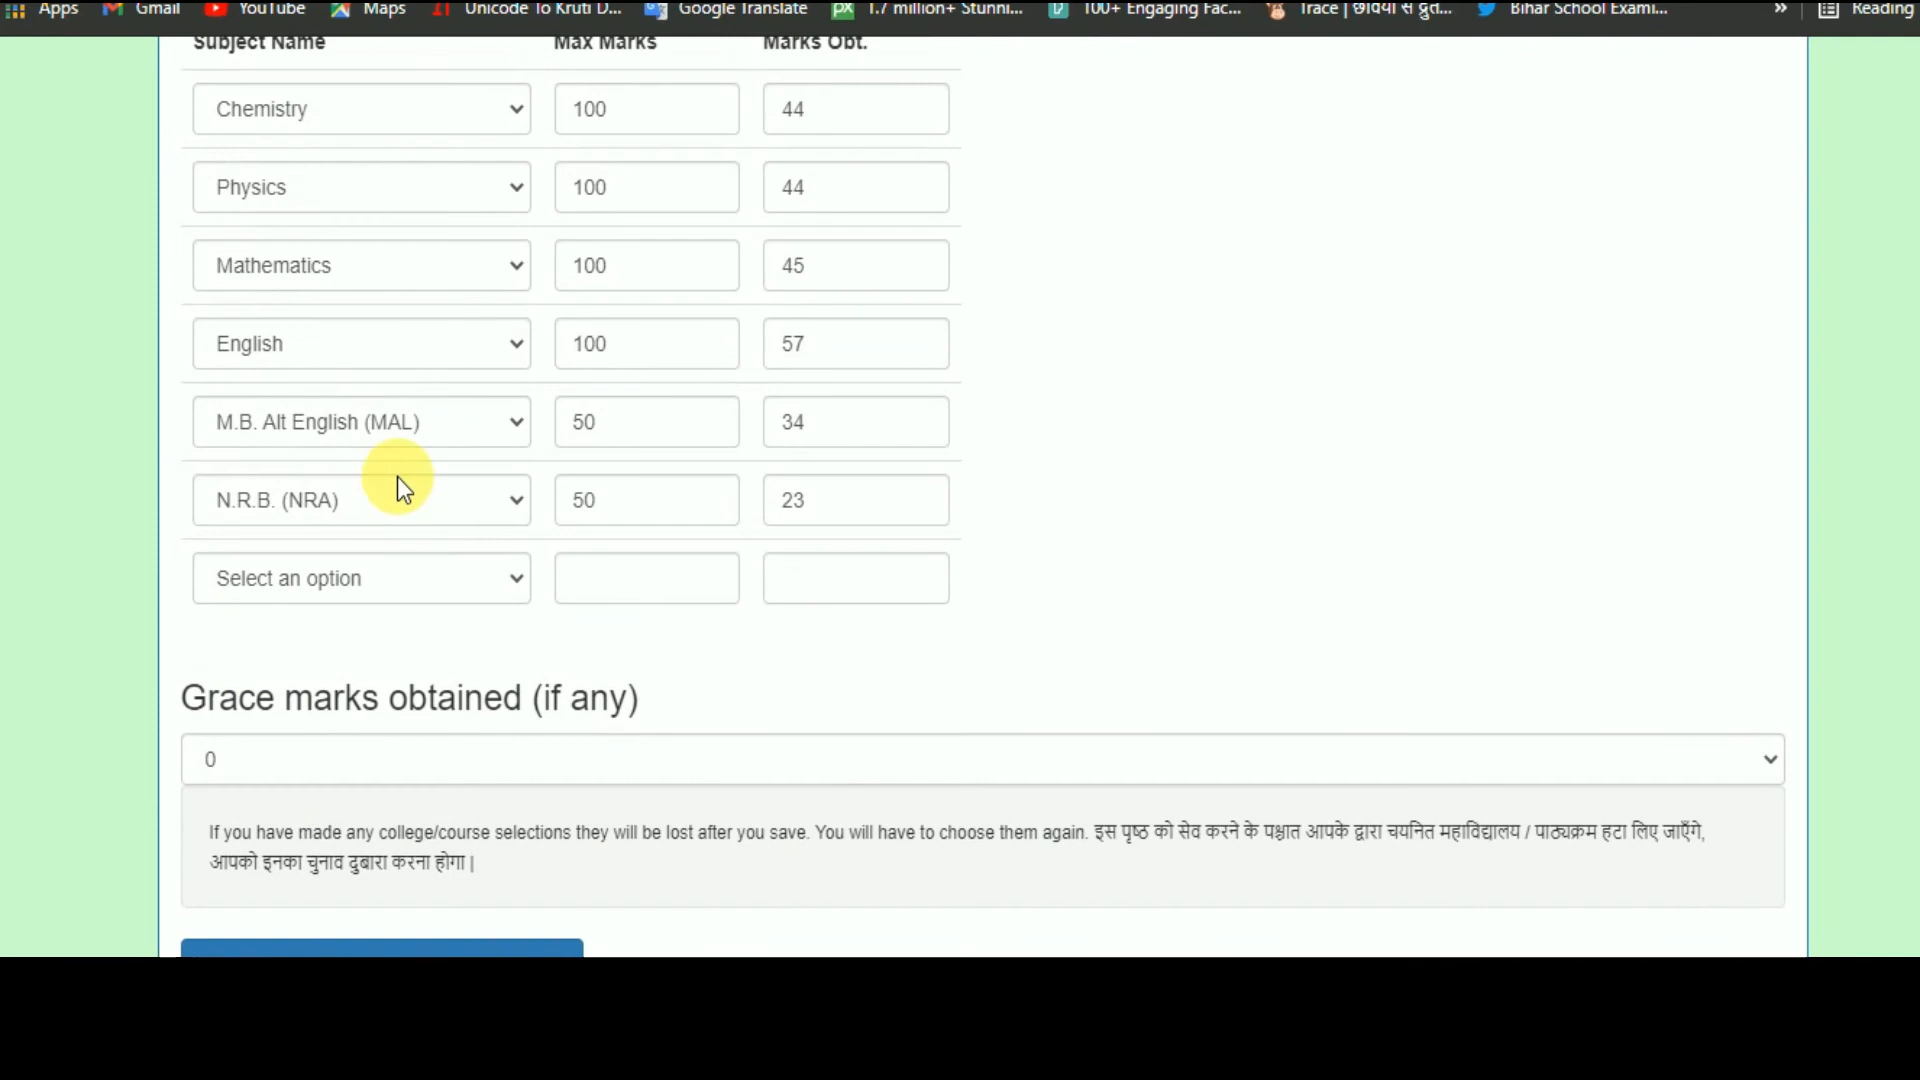 Apps Gmail YouTube Maps Unicode To Kruti D... Google Translate 1.7 million+ Stunni... 100+ Engaging Fac... Trace | छावियों से द्रुत... Bihar School Exami... » Reading
Subject Name Max Marks Marks Obt.
Chemistry 100 44
Physics 100 44
Mathematics 100 45
English 100 57
M.B. Alt English (MAL) 50 34
N.R.B. (NRA) 50 23
Select an option
Grace marks obtained (if any)
0
If you have made any college/course selections they will be lost after you save. You will have to choose them again. इस पृष्ठ को सेव करने के पश्चात आपके द्वारा चयनित महाविद्यालय / पाठ्यक्रम हटा लिए जाएँगे,
आपको इनका चुनाव दुबारा करना होगा |